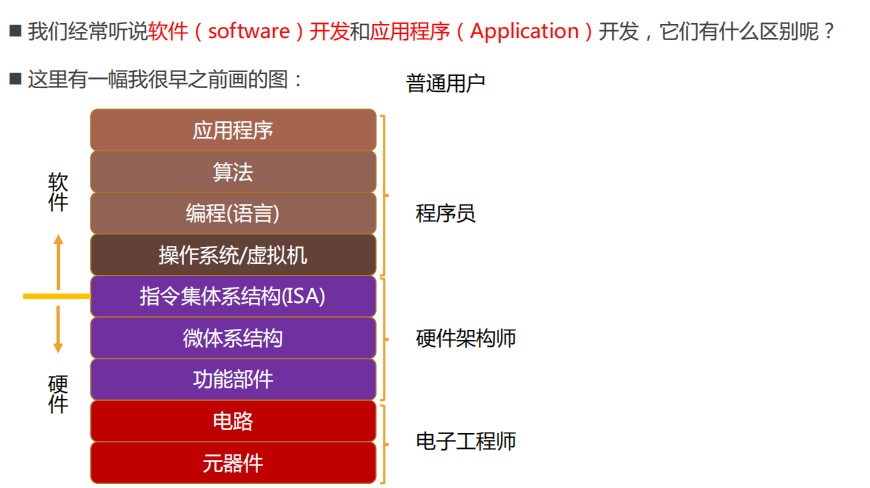 我们经常听说软件（software）开发和应用程序（Application）开发，它们有什么区别呢？
这里有一幅我很早之前画的图：
普通用户
应用程序
算法
编程(语言)
操作系统/虚拟机
指令集体系结构(ISA)
微体系结构
功能部件
电路
元器件
软件
硬件
程序员
硬件架构师
电子工程师